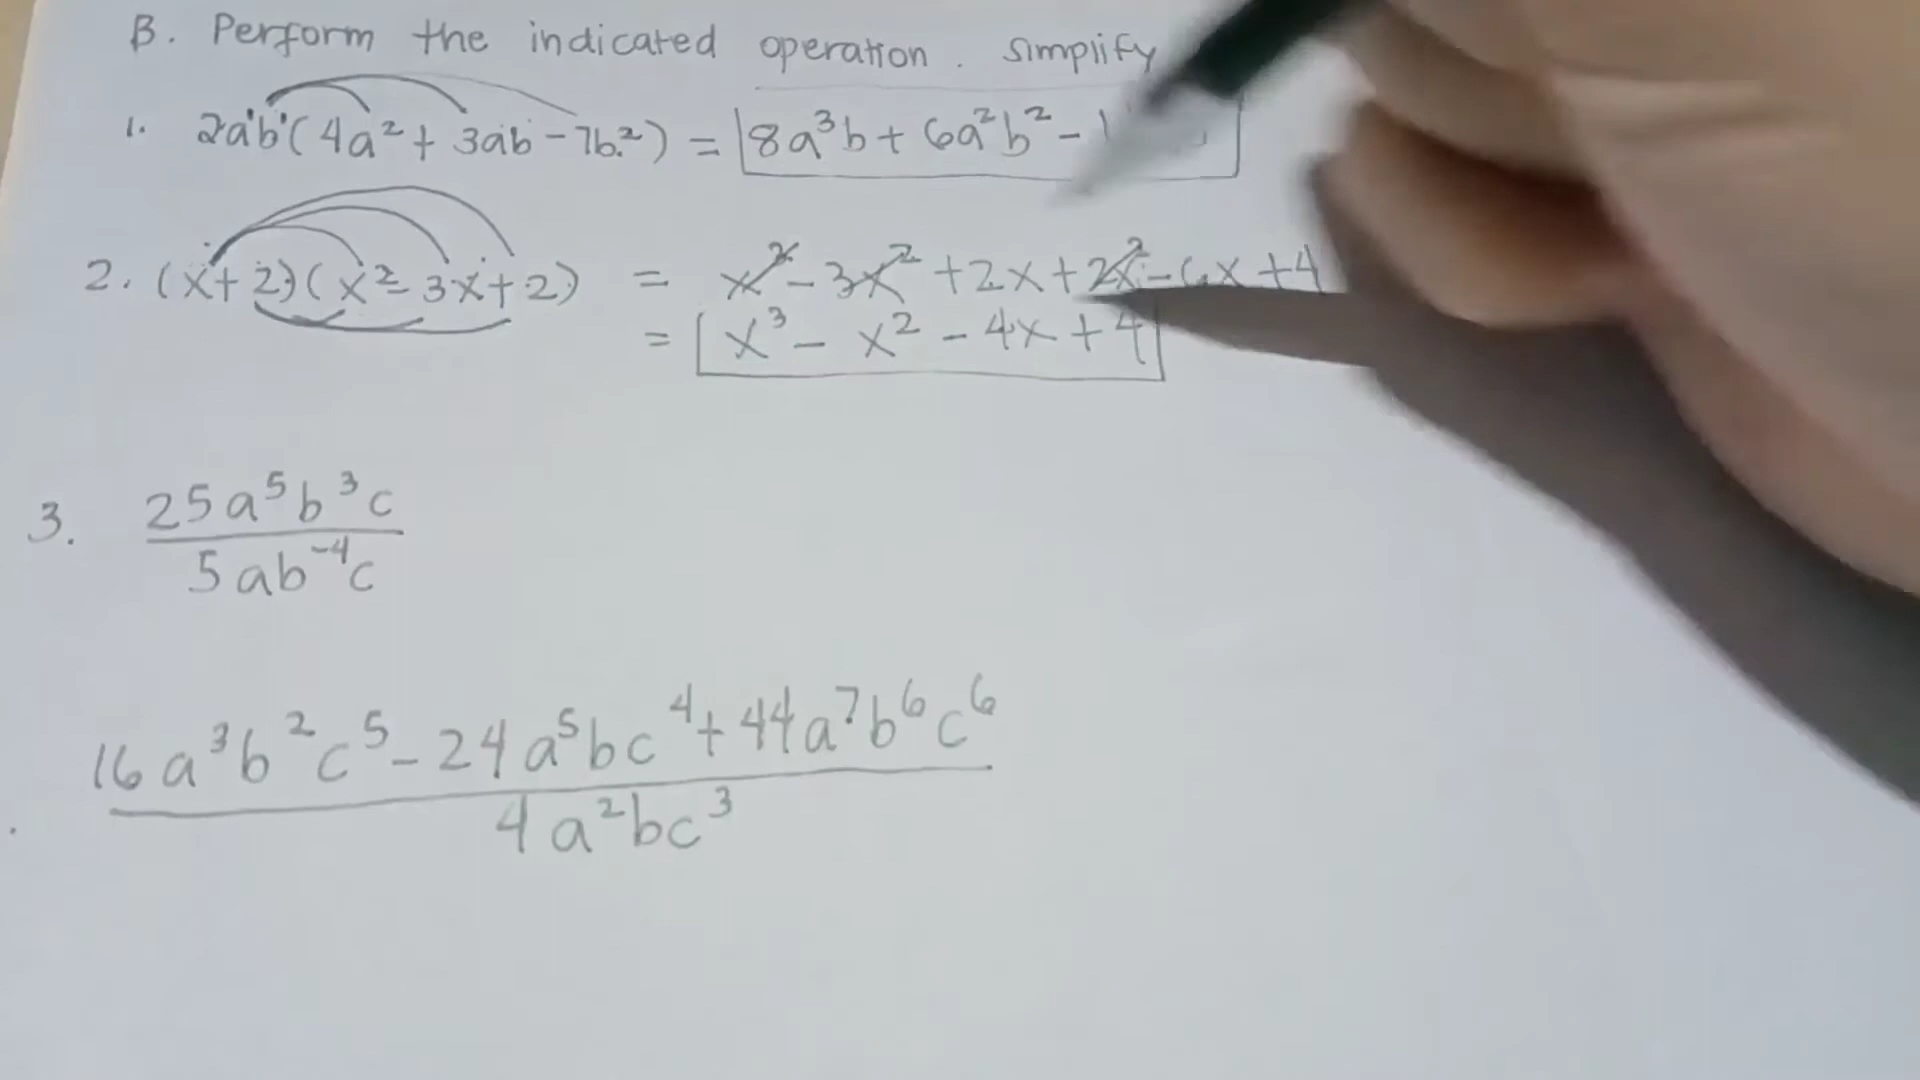 B. Perform the indicated operation. Simplify
1. 2a¹b¹(4a² + 3ab - 7b²) = 8a³b + 6a²b² -
2. (x+2)(x² - 3x + 2) = x³ - 3x² + 2x + 2x² - 6x + 4
= x³ - x² - 4x + 4
3. 25a⁵b³c
5ab⁻⁴c
16a³b²c⁵ - 24a⁵bc⁴ + 44a⁷b⁶c⁶
4a²bc³